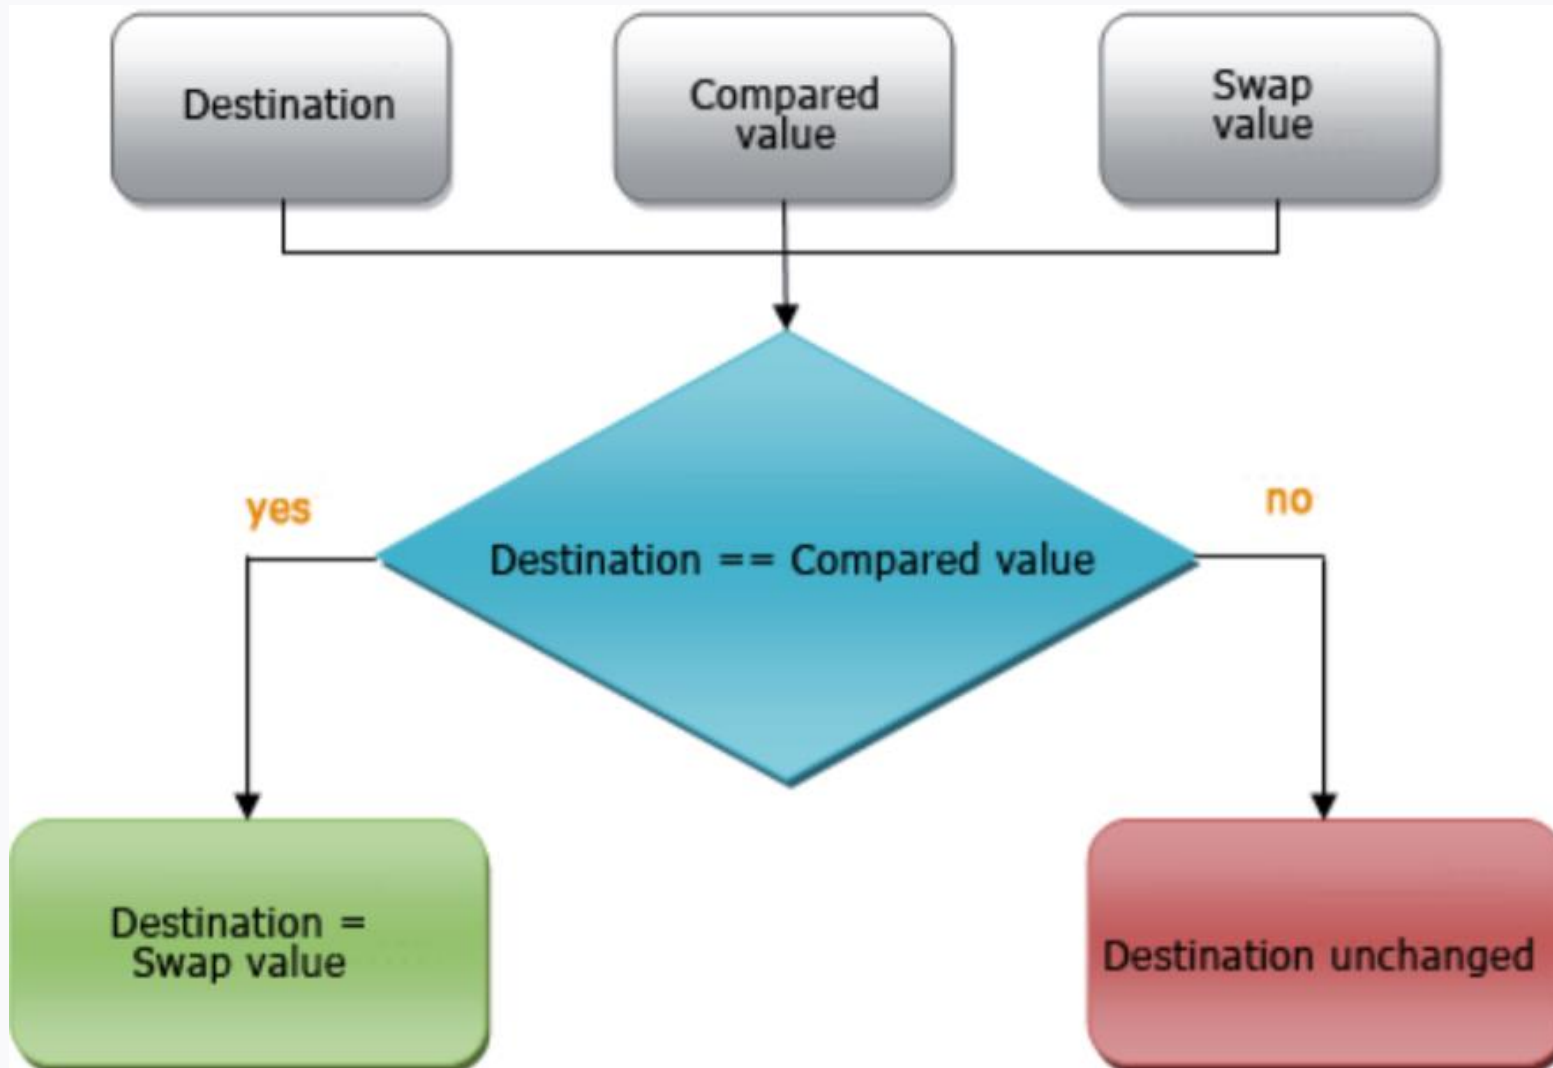 Destination
Compared
value
Swap
value
yes
no
Destination == Compared value
Destination =
Swap value
Destination unchanged